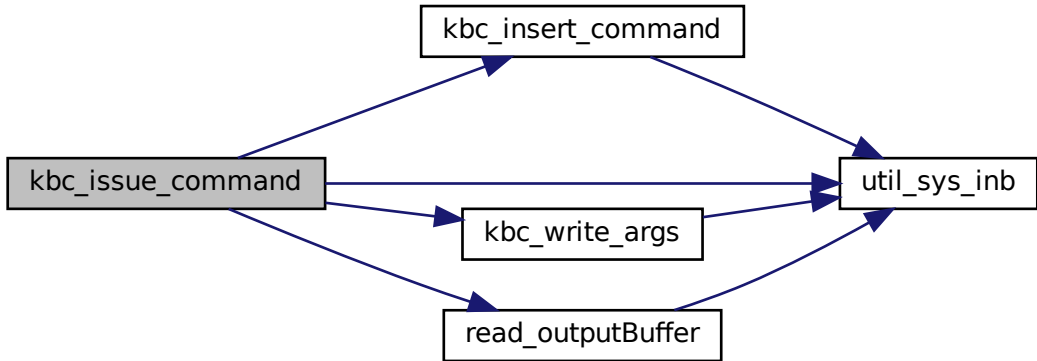 kbc_insert_command
kbc_issue_command
util_sys_inb
kbc_write_args
read_outputBuffer